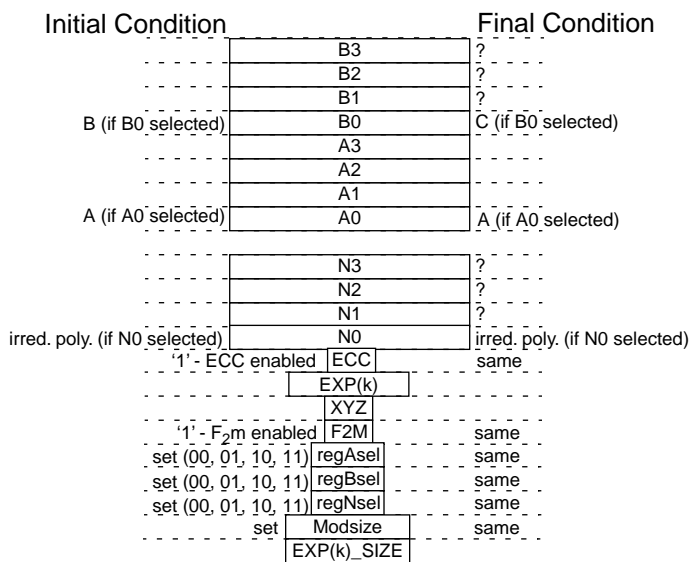 Initial Condition Final Condition
B3 ?
B2 ?
B1 ?
B (if B0 selected) B0 C (if B0 selected)
A3
A2
A1
A (if A0 selected) A0 A (if A0 selected)
N3 ?
N2 ?
N1 ?
irred. poly. (if N0 selected) N0 irred. poly. (if N0 selected)
‘1’ - ECC enabled ECC same
EXP(k)
XYZ
‘1’ - F2m enabled F2M same
set (00, 01, 10, 11) regAsel same
set (00, 01, 10, 11) regBsel same
set (00, 01, 10, 11) regNsel same
set Modsize same
EXP(k)_SIZE